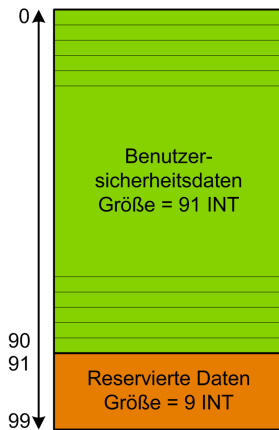 0
Benutzer-
sicherheitsdaten
Größe = 91 INT
90
91
Reservierte Daten
Größe = 9 INT
99